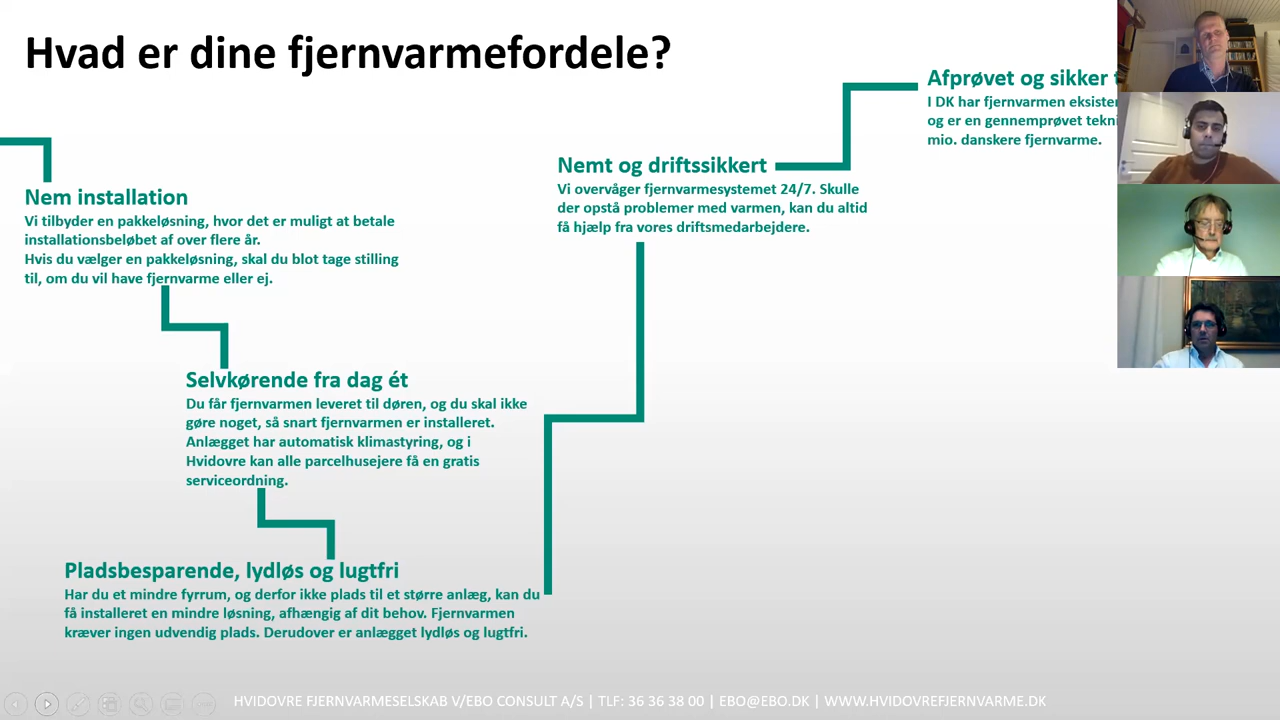 Hvad er dine fjernvarmefordele?
Nem installation
Vi tilbyder en pakkeløsning, hvor det er muligt at betale
installationsbeløbet af over flere år.
Hvis du vælger en pakkeløsning, skal du blot tage stilling
til, om du vil have fjernvarme eller ej.
Selvkørende fra dag ét
Du får fjernvarmen leveret til døren, og du skal ikke
gøre noget, så snart fjernvarmen er installeret.
Anlægget har automatisk klimastyring, og i
Hvidovre kan alle parcelhusejere få en gratis
serviceordning.
Pladsbesparende, lydløs og lugtfri
Har du et mindre fyrrum, og derfor ikke plads til et større anlæg, kan du
få installeret en mindre løsning, afhængig af dit behov. Fjernvarmen
kræver ingen udvendig plads. Derudover er anlægget lydløs og lugtfri.
Nemt og driftssikkert
Vi overvåger fjernvarmesystemet 24/7. Skulle
der opstå problemer med varmen, kan du altid
få hjælp fra vores driftsmedarbejdere.
Afprøvet og sikker
I DK har fjernvarmen
og er en gennemprøvet
mio. danskere fjernvarme.
HVIDOVRE FJERNVARMESELSKAB V/EBO CONSULT A/S | TLF: 36 36 38 00 | EBO@EBO.DK | WWW.HVIDOVREFJERNVARME.DK